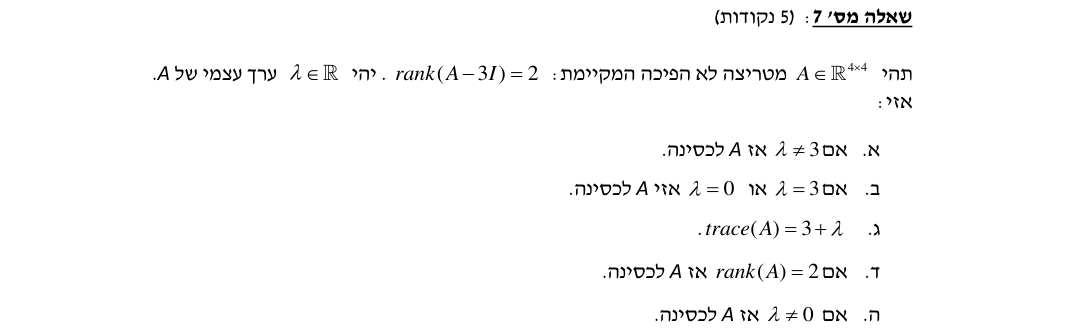 שאלה מס' 7 : (5 נקודות)
תהי A ∈ ℝ^{4×4} מטריצה לא הפיכה המקיימת : rank(A − 3I) = 2 . יהי λ ∈ ℝ ערך עצמי של A.
אזי :
א. אם λ ≠ 3 אז A לכסינה.
ב. אם λ = 3 או λ = 0 אזי A לכסינה.
ג. trace(A) = 3 + λ .
ד. אם rank(A) = 2 אז A לכסינה.
ה. אם λ ≠ 0 אז A לכסינה.